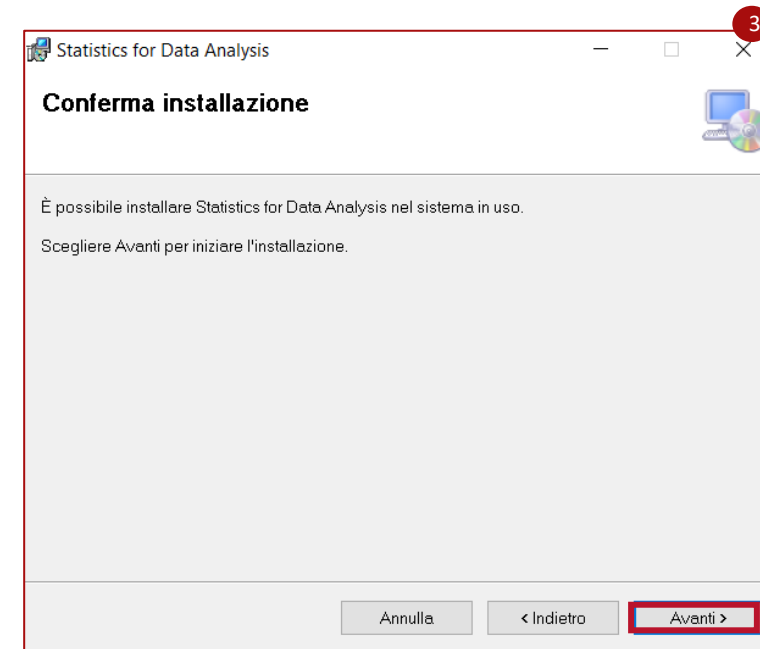 3
Statistics for Data Analysis
Conferma installazione
È possibile installare Statistics for Data Analysis nel sistema in uso.
Scegliere Avanti per iniziare l'installazione.
Annulla
< Indietro
Avanti >